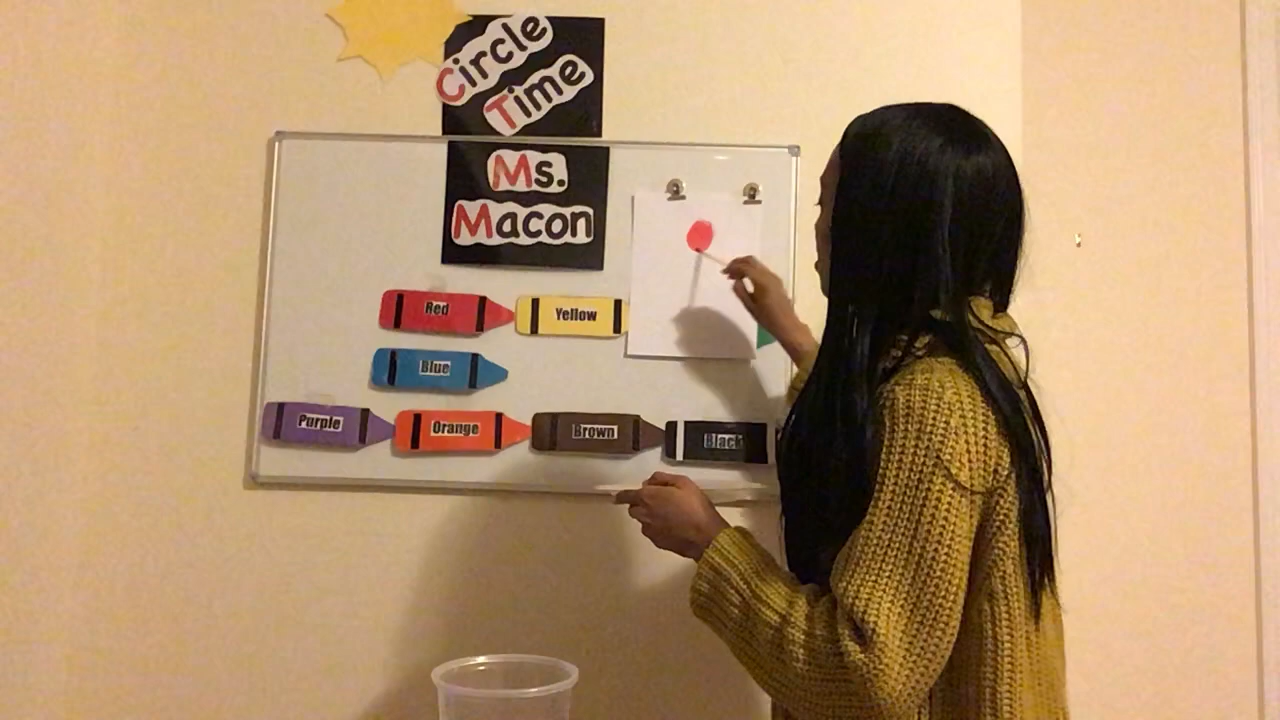 Circle
Time
Ms.
Macon
Red
Yellow
Blue
Purple
Orange
Brown
Black